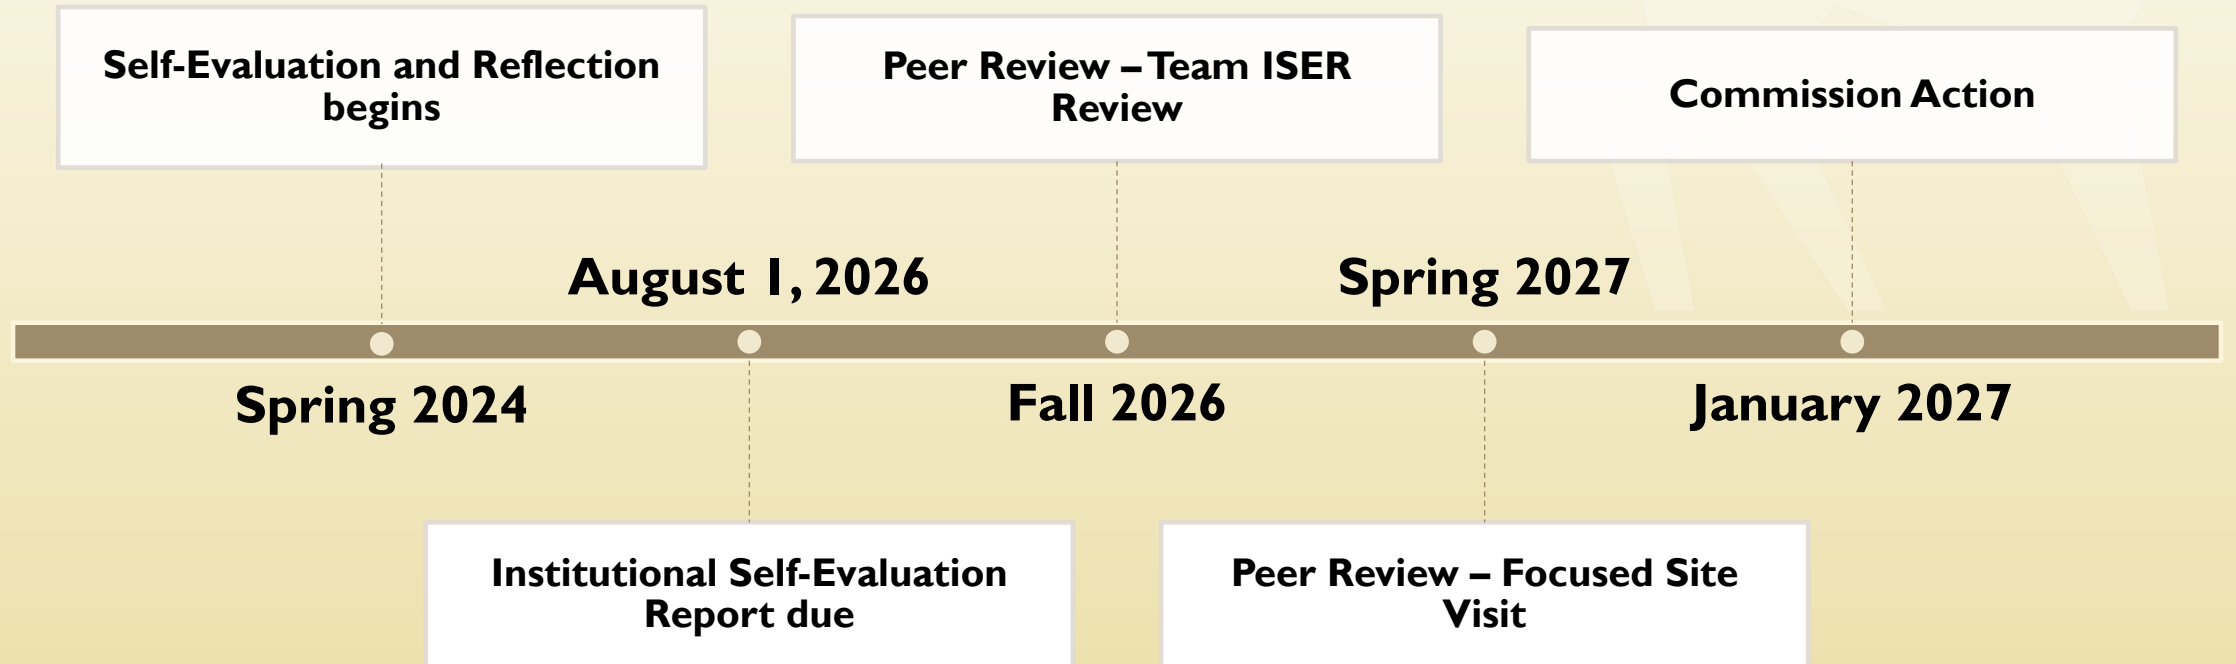 Self-Evaluation and Reflection
begins
Peer Review – Team ISER
Review
Commission Action
August 1, 2026
Spring 2027
Spring 2024
Fall 2026
January 2027
Institutional Self-Evaluation
Report due
Peer Review – Focused Site
Visit